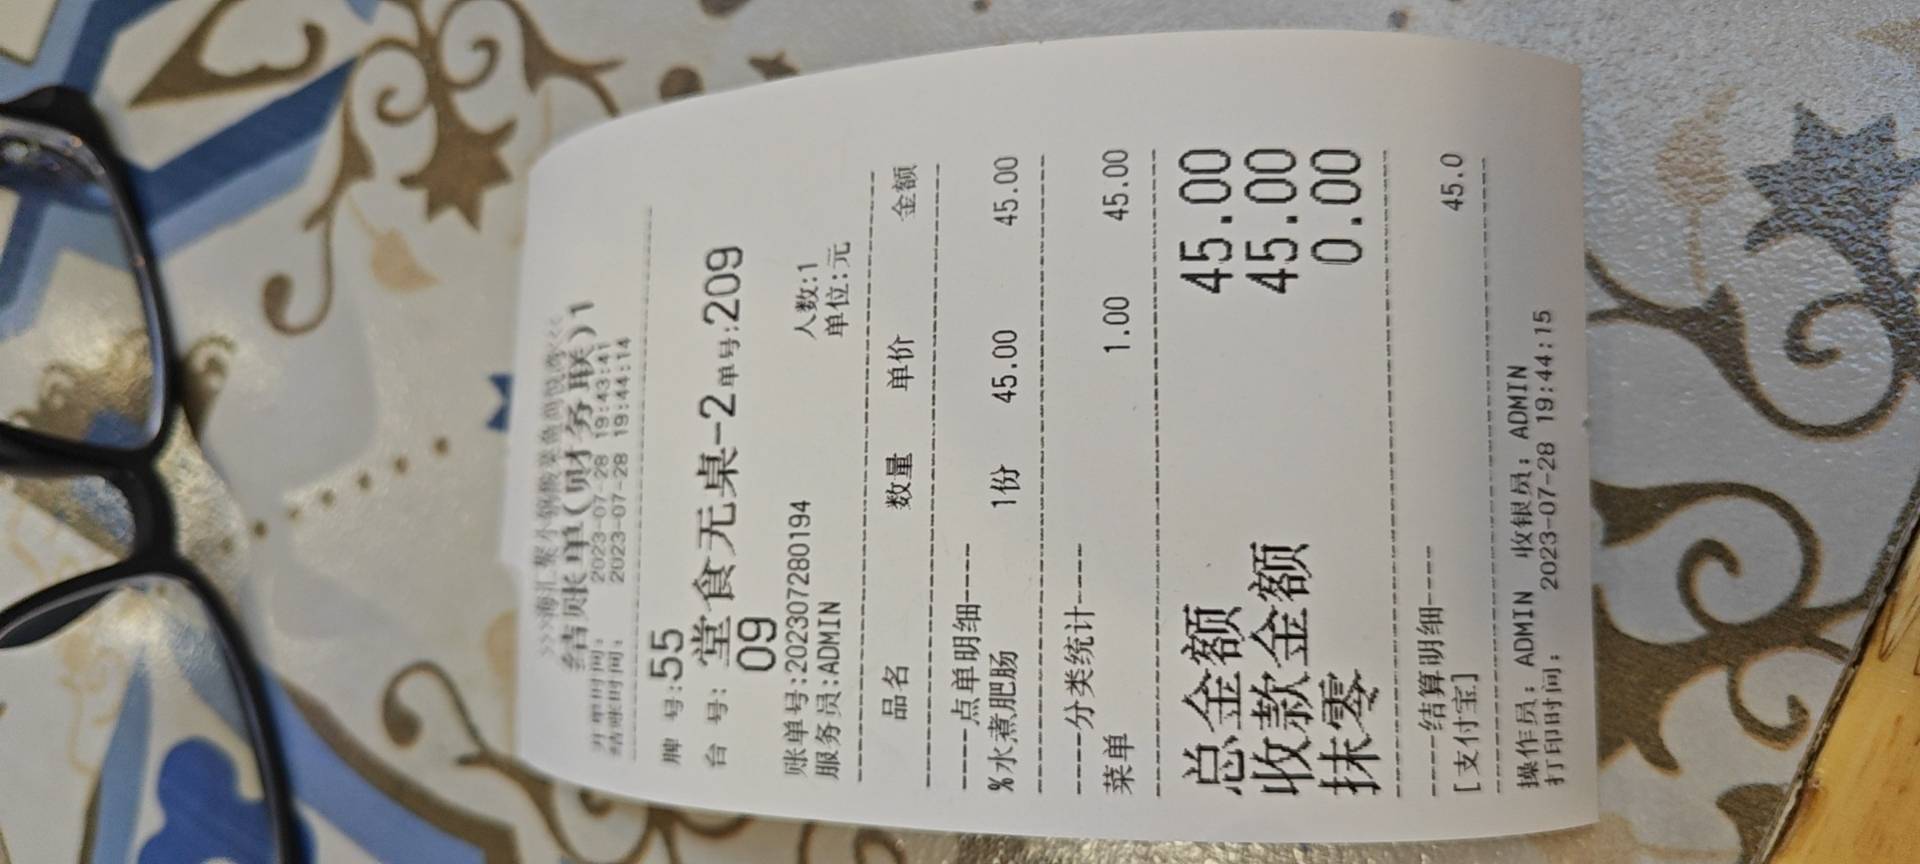 结账单(财务联)1
开单时间: 2023-07-28 19:43:41
结账时间: 2023-07-28 19:44:14
牌 号:55
台 号: 堂食无桌-2 单号:209
09
账单号:202307280194 人数:1
服务员:ADMIN 单位:元
品名 数量 单价 金额
----点单明细----
%水煮肥肠 1份 45.00 45.00
----分类统计----
菜单 1.00 45.00
总金额 45.00
收款金额 45.00
抹零 0.00
----结算明细----
[支付宝] 45.0
操作员: ADMIN 收银员: ADMIN
打印时间: 2023-07-28 19:44:15